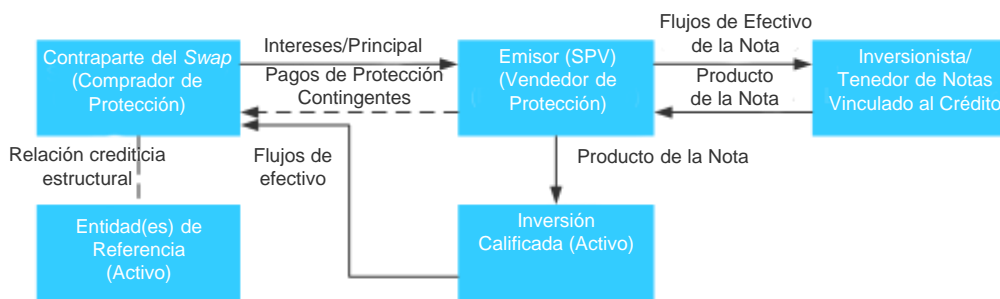 Contraparte del Swap
(Comprador de
Protección)
Intereses/Principal
Pagos de Protección
Contingentes
Emisor (SPV)
(Vendedor de
Protección)
Flujos de Efectivo
de la Nota
Producto
de la Nota
Inversionista/
Tenedor de Notas
Vinculado al Crédito
Relación crediticia
estructural
Flujos de
efectivo
Producto de la Nota
Entidad(es) de
Referencia
(Activo)
Inversión
Calificada (Activo)